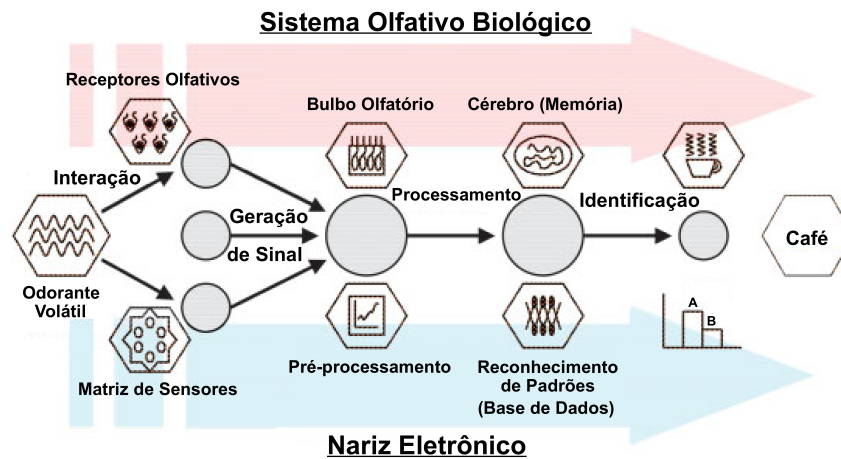 Sistema Olfativo Biológico
Receptores Olfativos
Bulbo Olfatório
Cérebro (Memória)
Interação
Processamento
Identificação
Geração
de Sinal
Café
Odorante
Volátil
A
B
Matriz de Sensores
Pré-processamento
Reconhecimento
de Padrões
(Base de Dados)
Nariz Eletrônico